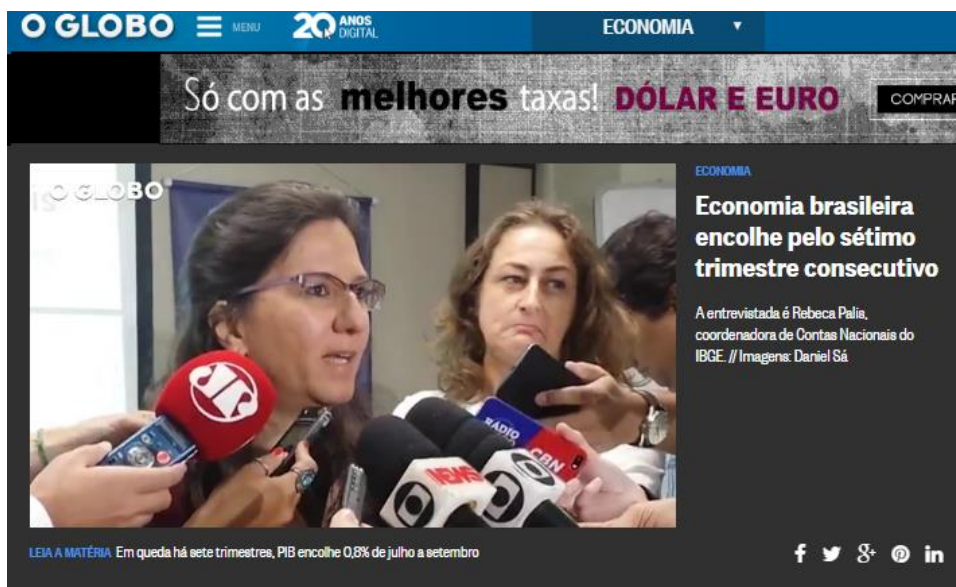 O GLOBO MENU 20 ANOS DIGITAL ECONOMIA
Só com as melhores taxas! DÓLAR E EURO COMPRAR
O GLOBO
ECONOMIA
Economia brasileira
encolhe pelo sétimo
trimestre consecutivo
A entrevistada é Rebeca Palis,
coordenadora de Contas Nacionais do
IBGE. // Imagens: Daniel Sá
JP
RÁDIO
CBN
NEWS
LEIA A MATÉRIA Em queda há sete trimestres, PIB encolhe 0,8% de julho a setembro